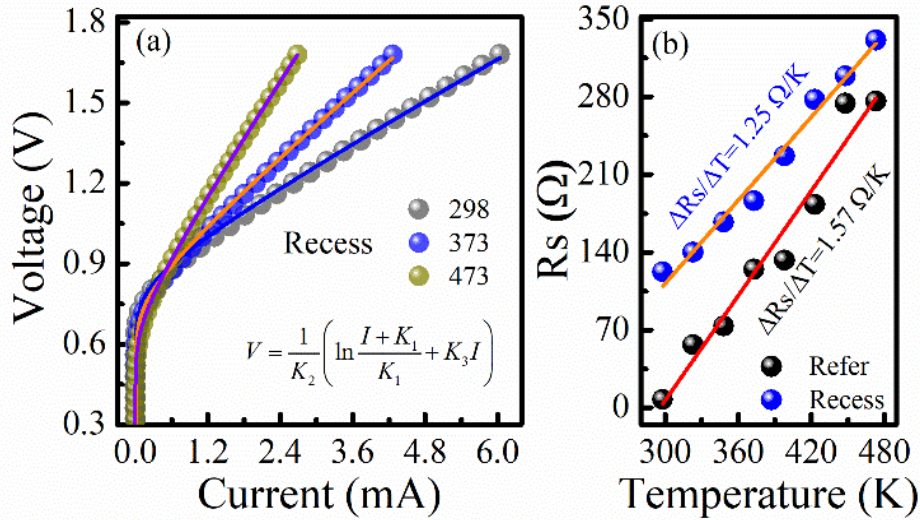 (a)
Voltage (V)
1.8
1.5
1.2
0.9
0.6
0.3
Recess
298
373
473
V = 1/K₂ (ln (I + K₁)/K₁ + K₃I)
0.0 1.2 2.4 3.6 4.8 6.0
Current (mA)
(b)
Rs (Ω)
350
280
210
140
70
0
ΔRs/ΔT=1.25 Ω/K
ΔRs/ΔT=1.57 Ω/K
Refer
Recess
300 360 420 480
Temperature (K)